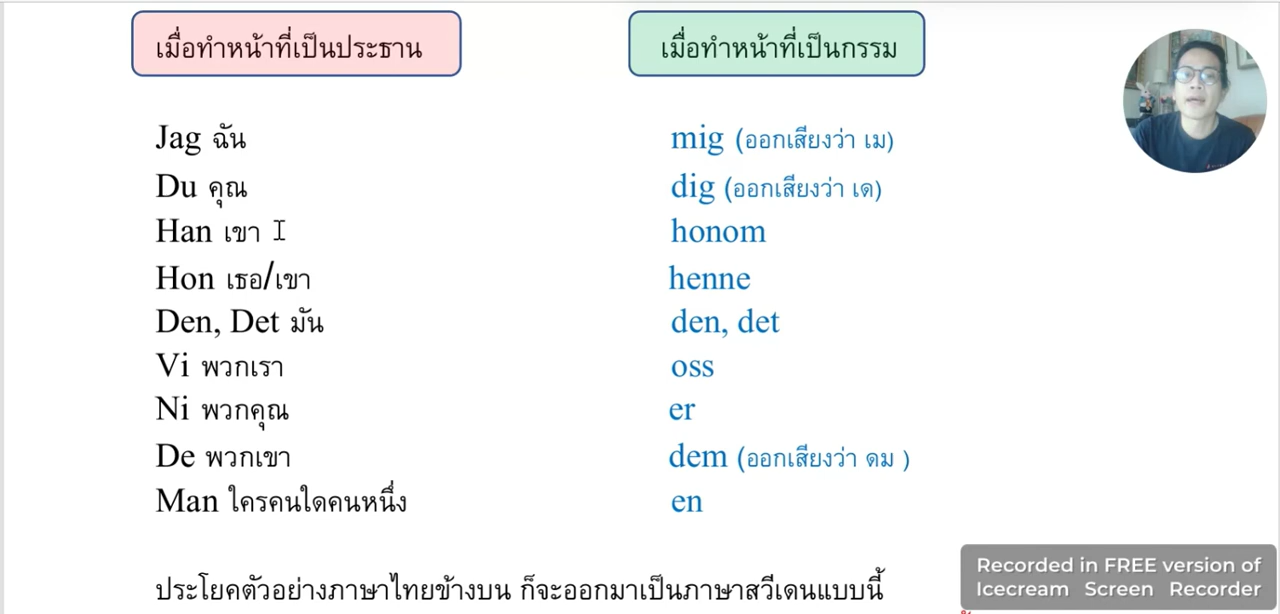 เมื่อทำหน้าที่เป็นประธาน เมื่อทำหน้าที่เป็นกรรม
Jag ฉัน mig (ออกเสียงว่า เม)
Du คุณ dig (ออกเสียงว่า เด)
Han เขา honom
Hon เธอ/เขา henne
Den, Det มัน den, det
Vi พวกเรา oss
Ni พวกคุณ er
De พวกเขา dem (ออกเสียงว่า ดม )
Man ใครคนใดคนหนึ่ง en
ประโยคตัวอย่างภาษาไทยข้างบน ก็จะออกมาเป็นภาษาสวีเดนแบบนี้
Recorded in FREE version of
Icecream Screen Recorder